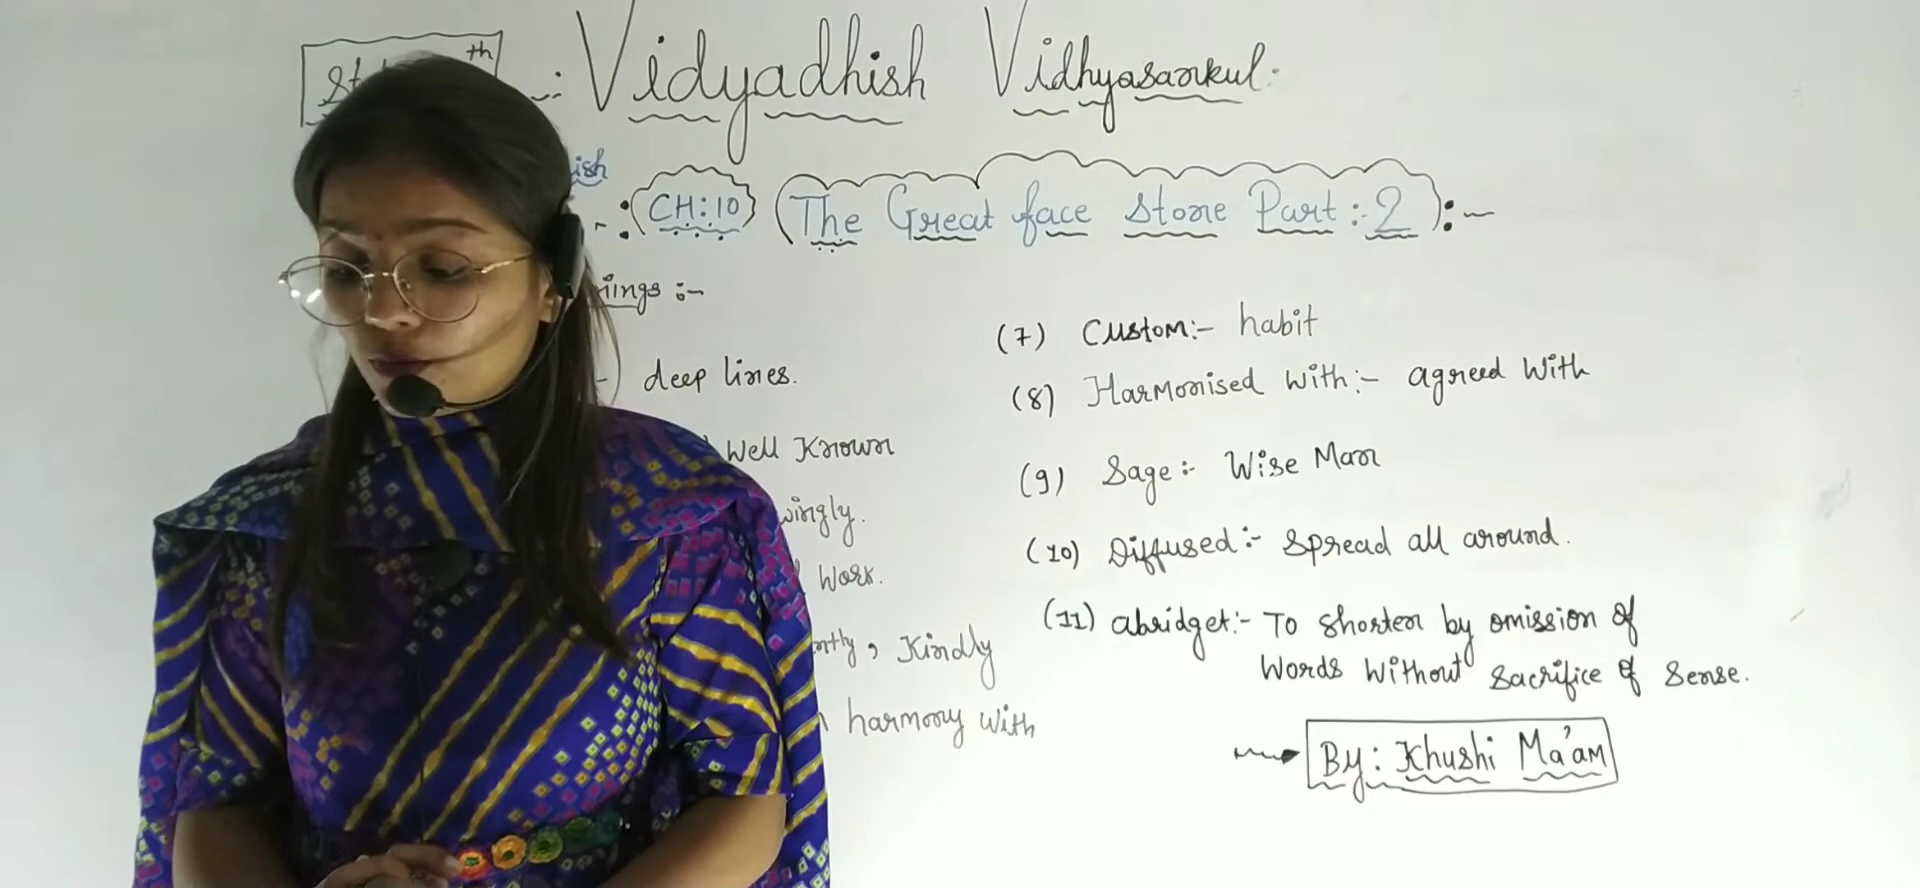 th
Vidyadhish Vidhyasankul.
ish
CH:10 (The Great face stone Part:-2):-
nings :-
- deep lines.
Well Known
wingly.
Work.
ntly, Kindly
harmony with
(7) Custom:- habit
(8) Harmonised with:- agreed with
(9) Sage:- Wise Man
(10) Diffused:- Spread all around.
(11) abridget:- To shorten by omission of
words without sacrifice of sense.
By: Khushi Ma'am